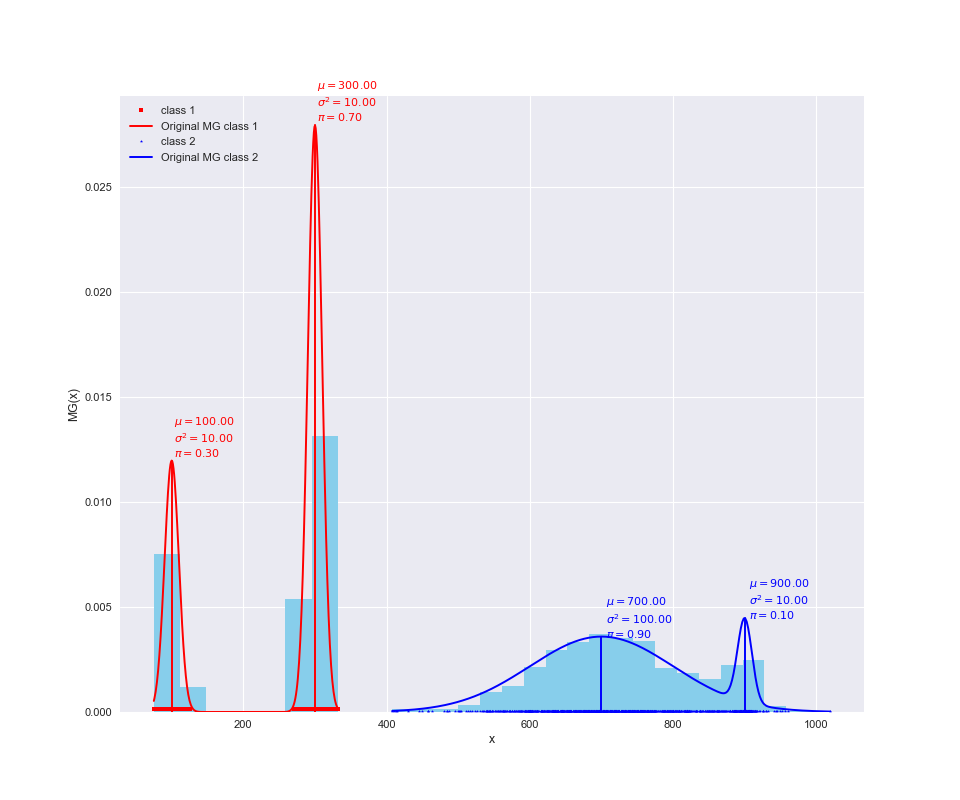 μ = 300.00
σ² = 10.00
π = 0.70
class 1
Original MG class 1
class 2
Original MG class 2
0.025
0.020
0.015
0.010
0.005
0.000
MG(x)
μ = 100.00
σ² = 10.00
π = 0.30
μ = 700.00
σ² = 100.00
π = 0.90
μ = 900.00
σ² = 10.00
π = 0.10
200
400
600
800
1000
x